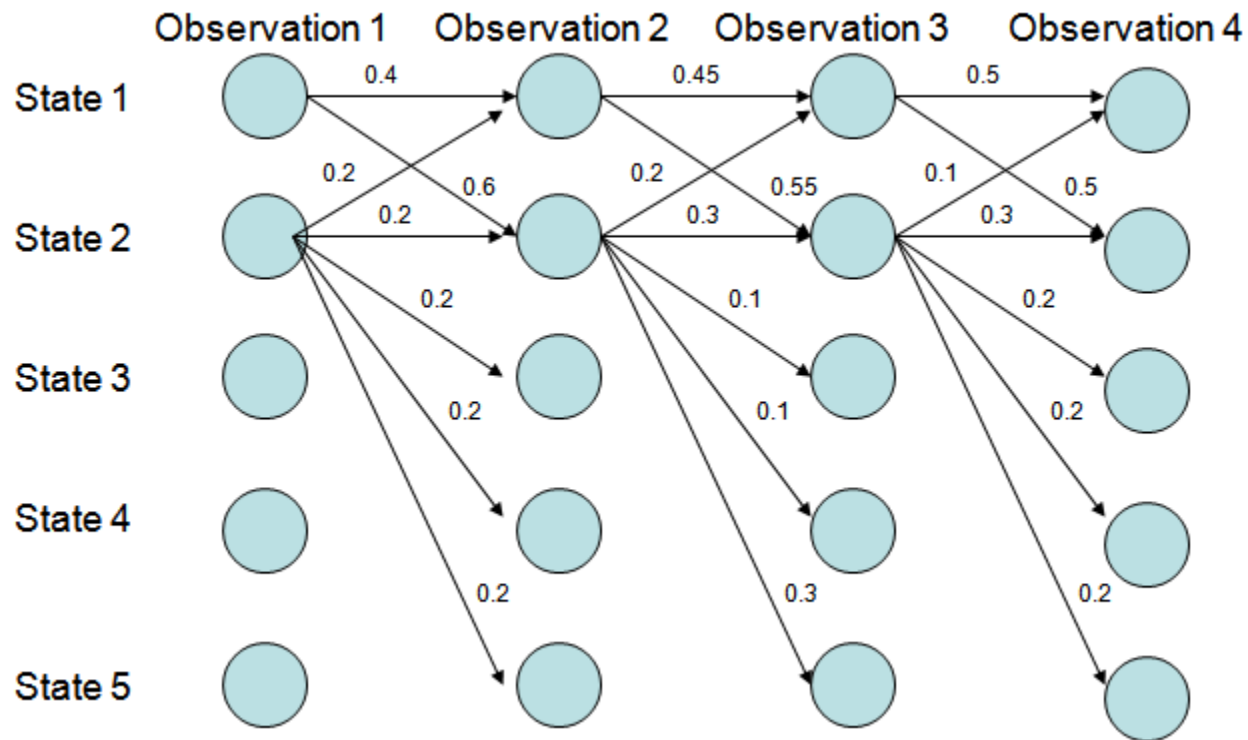 Observation 1 Observation 2 Observation 3 Observation 4
State 1
0.4 0.45 0.5
0.2 0.6 0.2 0.55 0.1 0.5
State 2
0.2 0.3 0.3
0.2 0.1 0.2
State 3
0.2 0.1 0.2
State 4
0.2 0.3 0.2
State 5